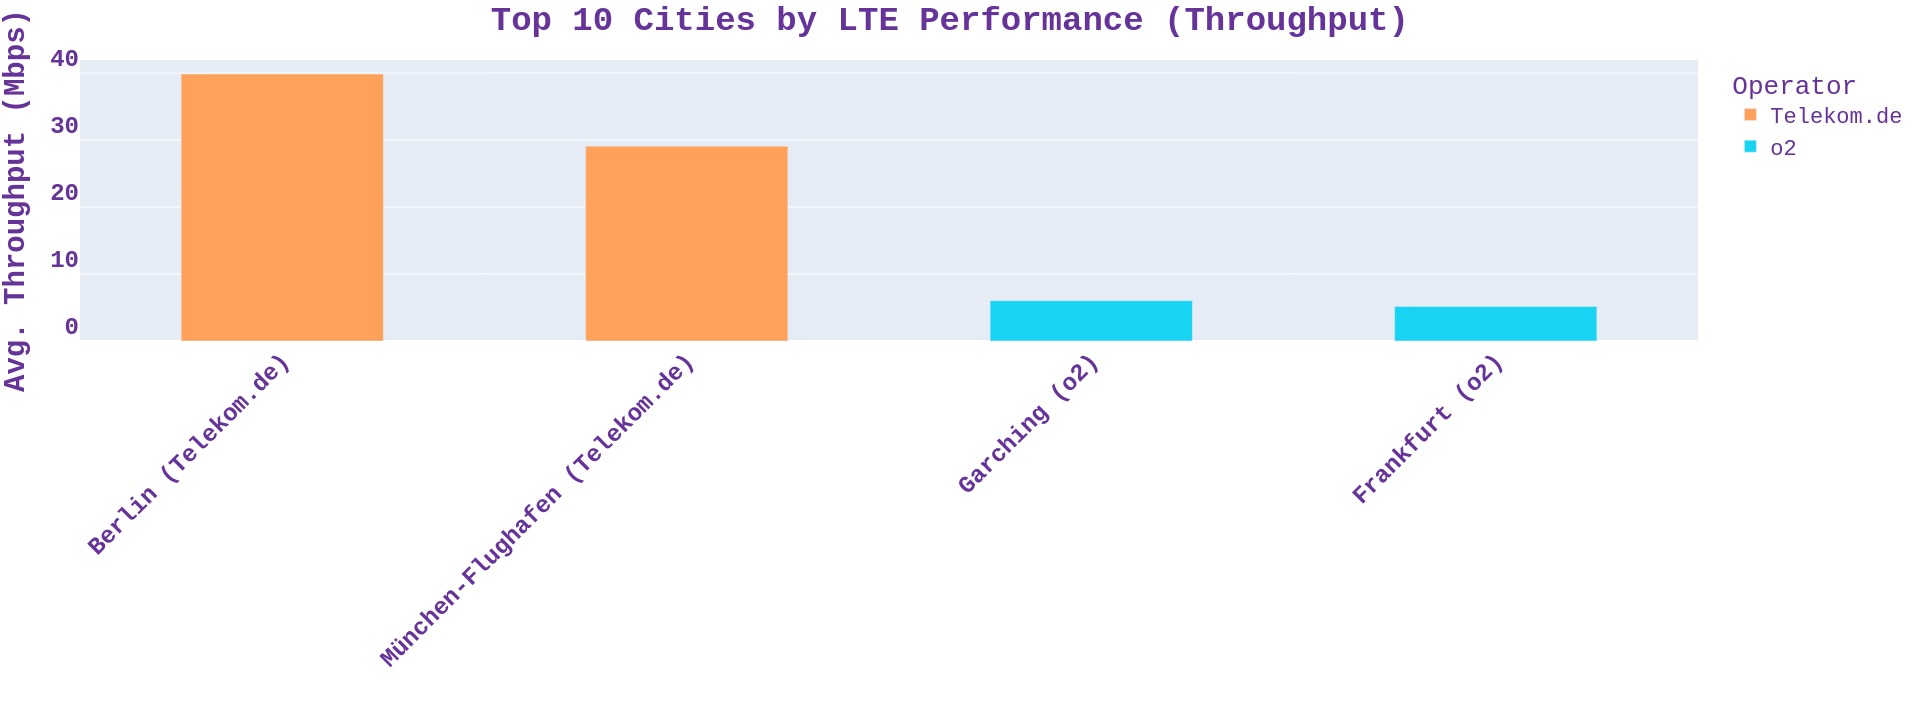 Top 10 Cities by LTE Performance (Throughput)
Avg. Throughput (Mbps)
40
30
20
10
0
Berlin (Telekom.de)
München-Flughafen (Telekom.de)
Garching (o2)
Frankfurt (o2)
Operator
Telekom.de
o2